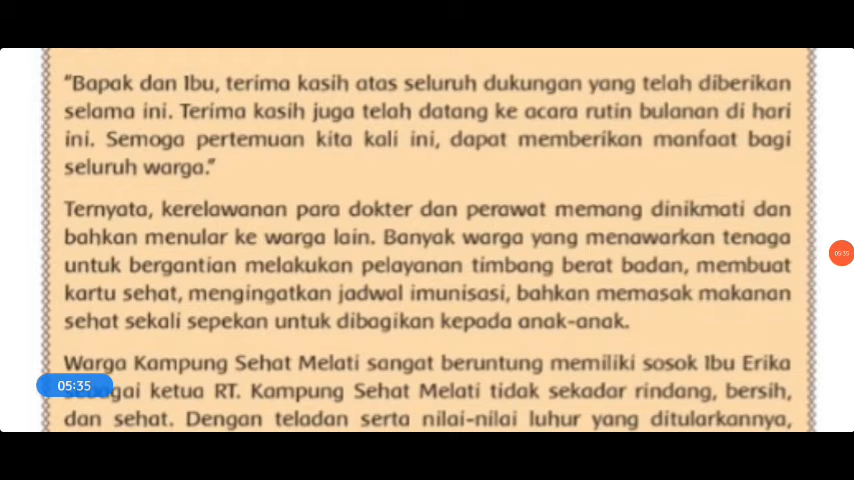 "Bapak dan Ibu, terima kasih atas seluruh dukungan yang telah diberikan
selama ini. Terima kasih juga telah datang ke acara rutin bulanan di hari
ini. Semoga pertemuan kita kali ini, dapat memberikan manfaat bagi
seluruh warga."
Ternyata, kerelawanan para dokter dan perawat memang dinikmati dan
bahkan menular ke warga lain. Banyak warga yang menawarkan tenaga
untuk bergantian melakukan pelayanan timbang berat badan, membuat
kartu sehat, mengingatkan jadwal imunisasi, bahkan memasak makanan
sehat sekali sepekan untuk dibagikan kepada anak-anak.
Warga Kampung Sehat Melati sangat beruntung memiliki sosok Ibu Erika
gai ketua RT. Kampung Sehat Melati tidak sekadar rindang, bersih,
dan sehat. Dengan teladan serta nilai-nilai luhur yang ditularkannya,
05:35
05:35